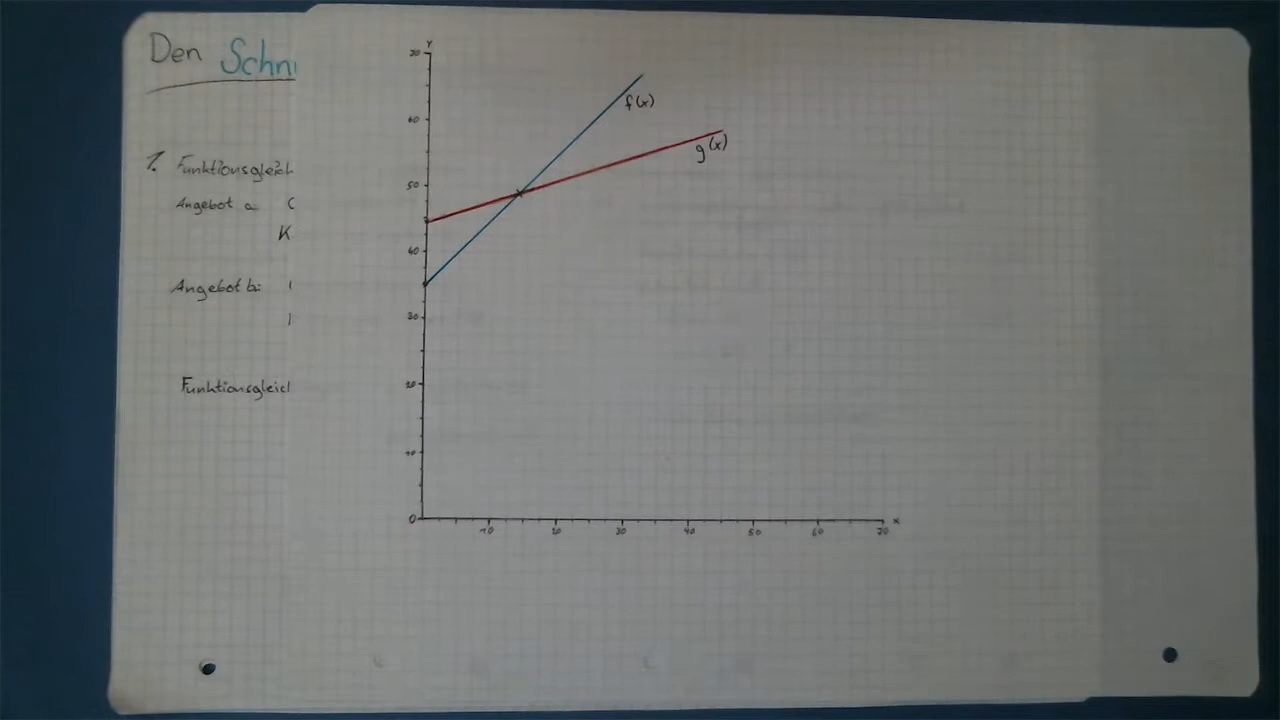 Den Schni
1. Funktionsgleich
Angebot a:
K
Angebot b:
Funktionsgleich
y
70
60
50
40
30
20
10
0
10 20 30 40 50 60 70 x
f(x)
g(x)